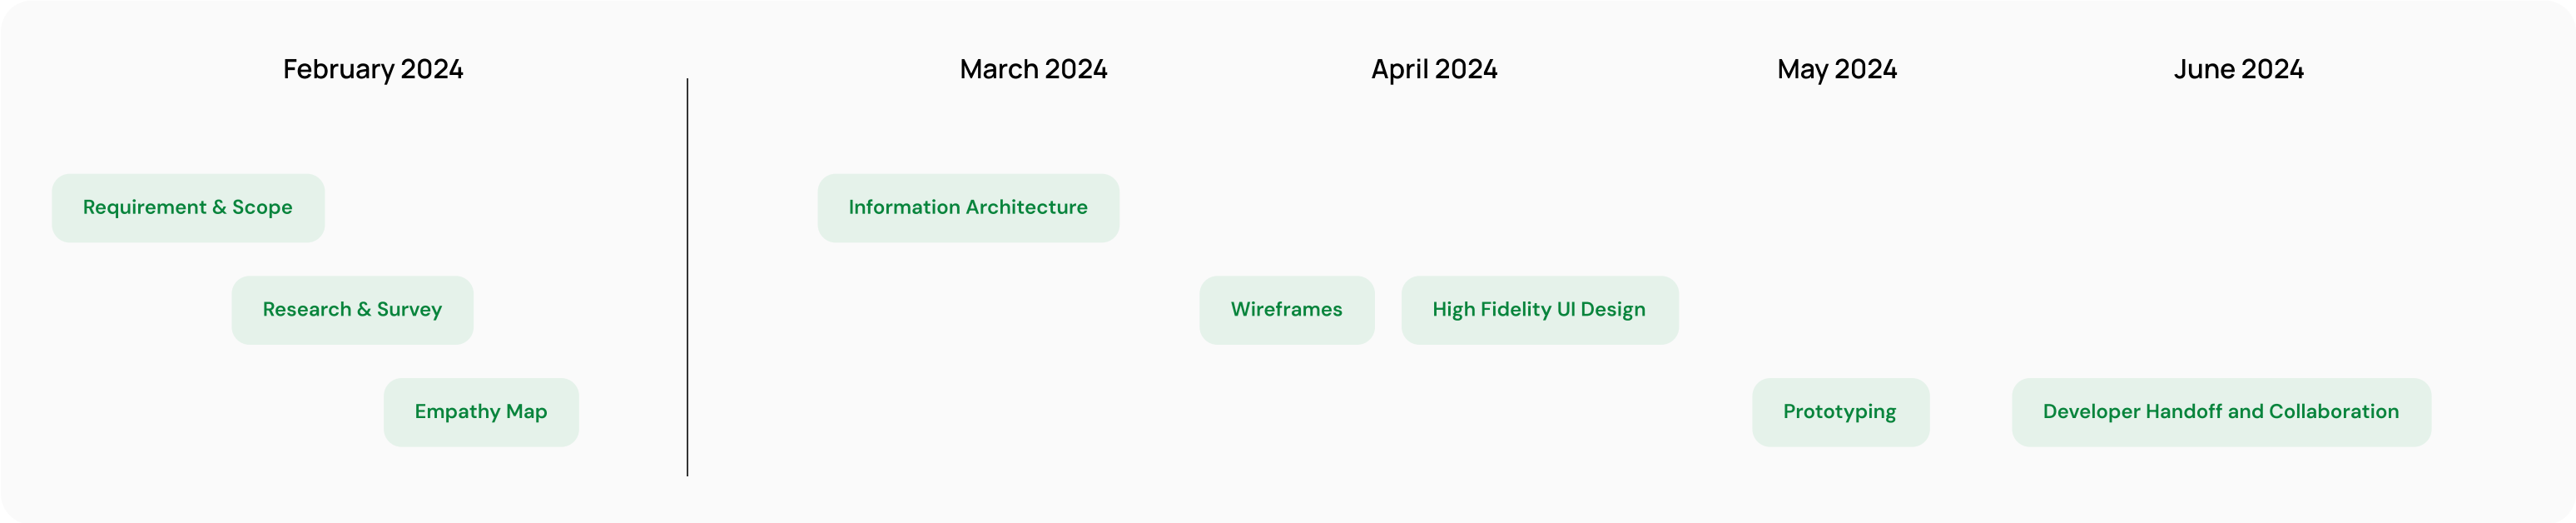 February 2024
March 2024
April 2024
May 2024
June 2024
Requirement & Scope
Information Architecture
Research & Survey
Wireframes
High Fidelity UI Design
Empathy Map
Prototyping
Developer Handoff and Collaboration